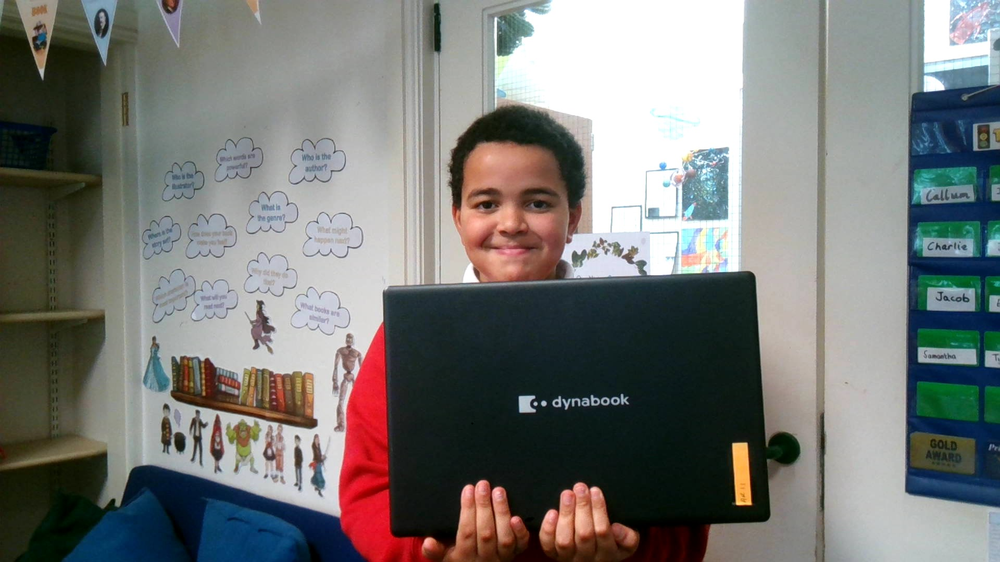 BOOK
Which words are
powerful?
Who is the
author?
Who is the
illustrator?
What is
the genre?
Where is the
story set?
How does your book
make you feel?
What might
happen next?
Why did they do
that?
Which character is
most important?
What will you
read next?
What books are
similar?
dynabook
AR11
Callum
Charlie
Jacob
Samantha
GOLD
AWARD